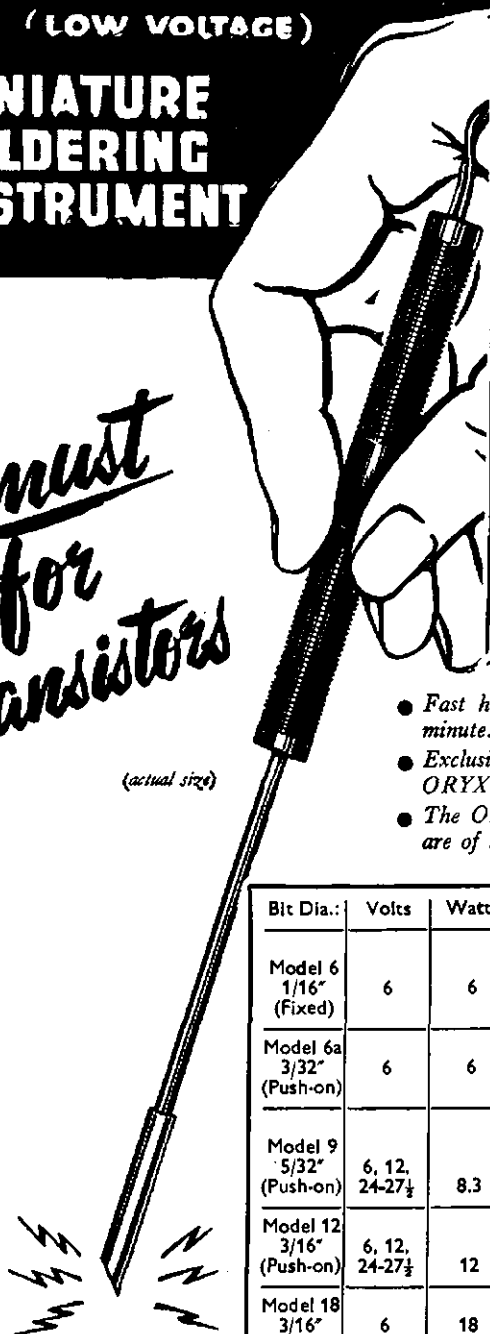 (LOW VOLTAGE)
NIATURE
LDERING
STRUMENT
must
for
ansistors
(actual size)
● Fast h
minute.
● Exclusi
ORYX
● The O
are of
Bit Dia.: Volts Watt
Model 6
1/16"
(Fixed)
6 6
Model 6a
3/32"
(Push-on)
6 6
Model 9
5/32"
(Push-on)
6, 12,
24-27½
8.3
Model 12
3/16"
(Push-on)
6, 12,
24-27½
12
Model 18
3/16"
6 18